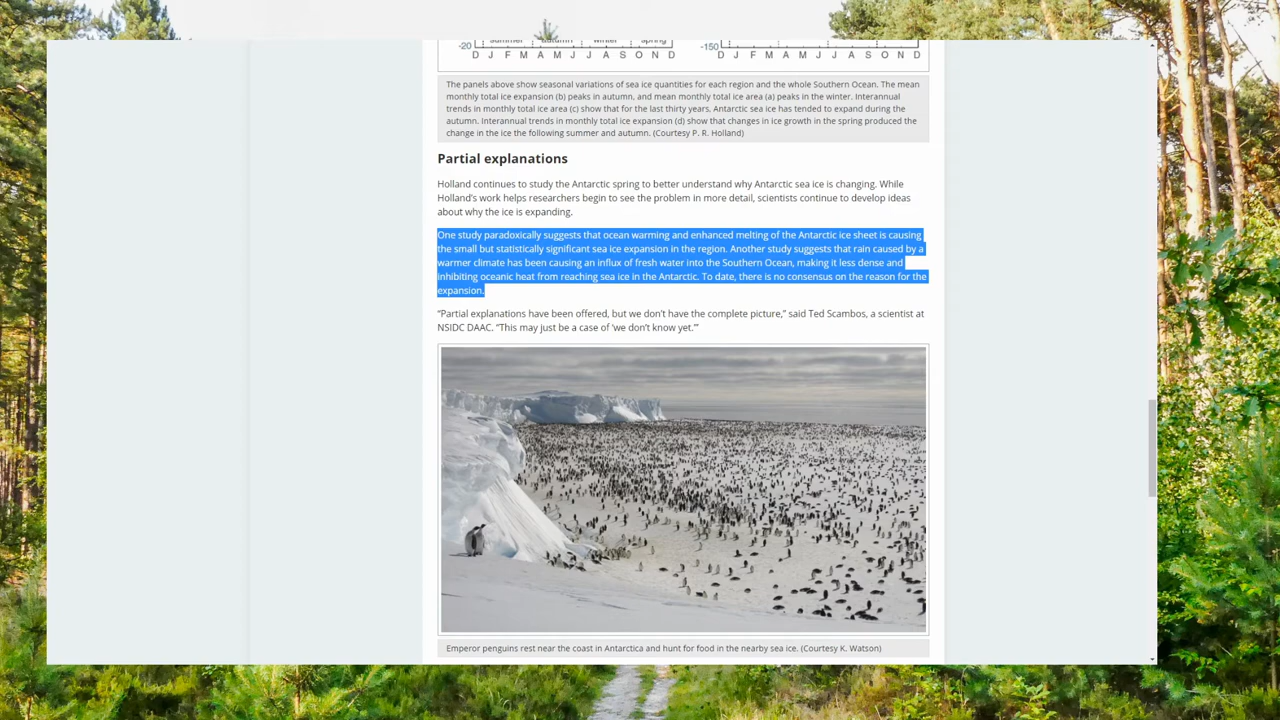 summer autumn winter spring
-20 -150
D J F M A M J J A S O N D D J F M A M J J A S O N D
The panels above show seasonal variations of sea ice quantities for each region and the whole Southern Ocean. The mean
monthly total ice expansion (b) peaks in autumn, and mean monthly total ice area (a) peaks in the winter. Interannual
trends in monthly total ice area (c) show that for the last thirty years, Antarctic sea ice has tended to expand during the
autumn. Interannual trends in monthly total ice expansion (d) show that changes in ice growth in the spring produced the
change in the ice the following summer and autumn. (Courtesy P. R. Holland)
Partial explanations
Holland continues to study the Antarctic spring to better understand why Antarctic sea ice is changing. While
Holland's work helps researchers begin to see the problem in more detail, scientists continue to develop ideas
about why the ice is expanding.
One study paradoxically suggests that ocean warming and enhanced melting of the Antarctic ice sheet is causing
the small but statistically significant sea ice expansion in the region. Another study suggests that rain caused by a
warmer climate has been causing an influx of fresh water into the Southern Ocean, making it less dense and
inhibiting oceanic heat from reaching sea ice in the Antarctic. To date, there is no consensus on the reason for the
expansion.
“Partial explanations have been offered, but we don't have the complete picture,” said Ted Scambos, a scientist at
NSIDC DAAC. “This may just be a case of ‘we don't know yet.’”
Emperor penguins rest near the coast in Antarctica and hunt for food in the nearby sea ice. (Courtesy K. Watson)